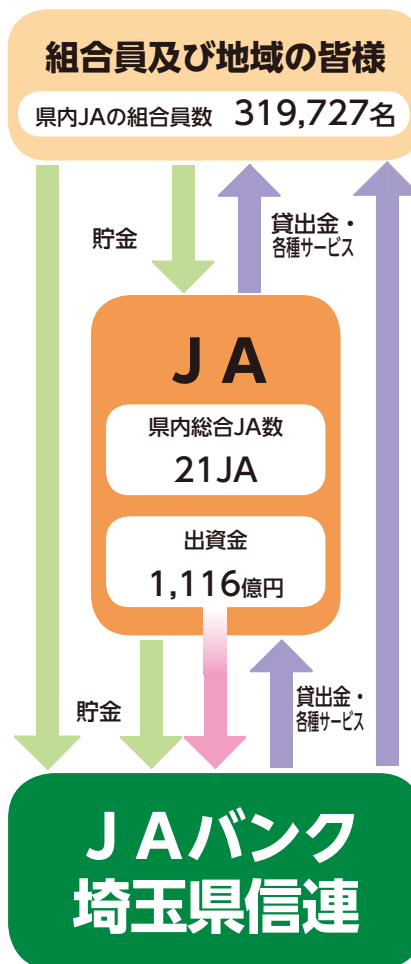 組合員及び地域の皆様
県内JAの組合員数 319,727名
貯金
貸出金・
各種サービス
JA
県内総合JA数
21JA
出資金
1,116億円
貯金
貸出金・
各種サービス
JAバンク
埼玉県信連